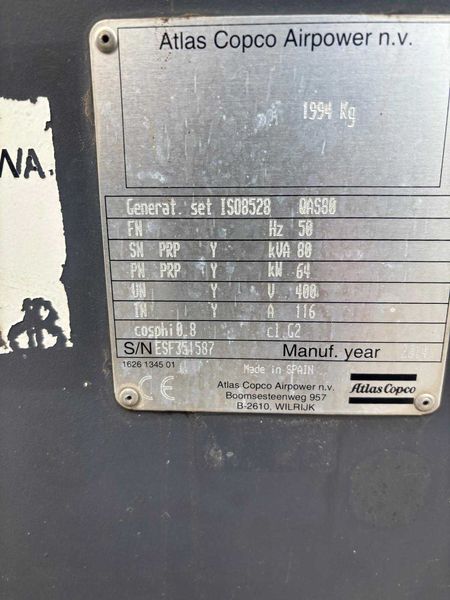 Atlas Copco Airpower n.v.
1994 Kg
NA.
Generat. set ISO8528 QAS80
FN Hz 50
SN PRP Y kVA 80
PN PRP Y kW 64
UN Y V 400
IN Y A 116
cosphi 0.8 cl.G2
S/N ESF351587 Manuf. year
1626 1345 01
Made in SPAIN
CE
Atlas Copco Airpower n.v.
Boomsesteenweg 957
B-2610, WILRIJK
Atlas Copco